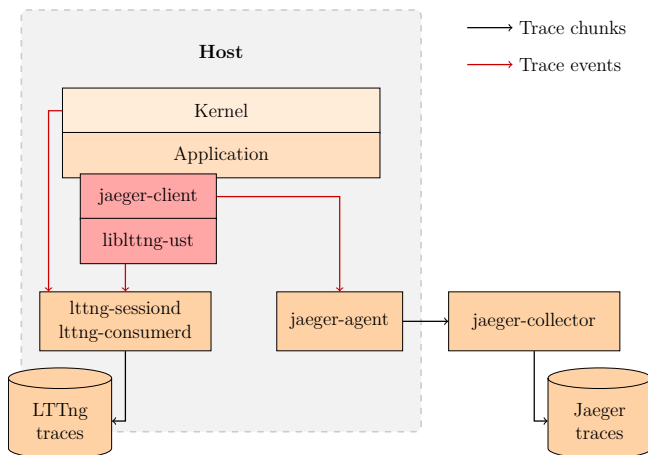 Host
Trace chunks
Trace events
Kernel
Application
jaeger-client
liblttng-ust
lttng-sessiond
lttng-consumerd
jaeger-agent
jaeger-collector
LTTng
traces
Jaeger
traces